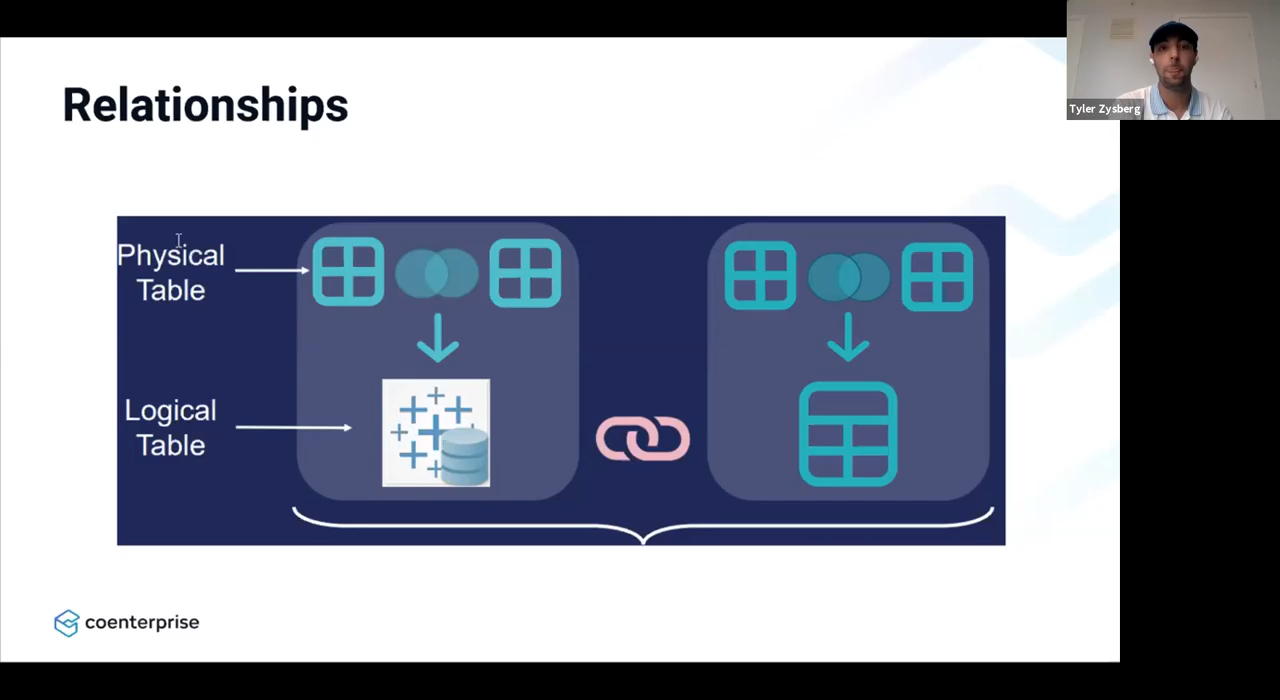 Relationships
Tyler Zysberg
Physical
Table
Logical
Table
coenterprise